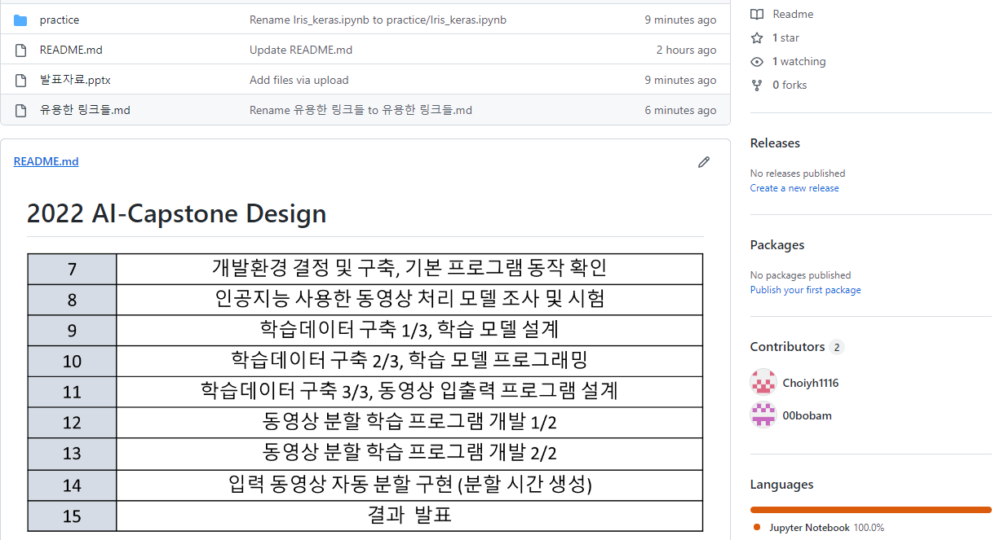 practice Rename Iris_keras.ipynb to practice/Iris_keras.ipynb 9 minutes ago
README.md Update README.md 2 hours ago
발표자료.pptx Add files via upload 9 minutes ago
유용한 링크들.md Rename 유용한 링크들 to 유용한 링크들.md 6 minutes ago
README.md
2022 AI-Capstone Design
7 개발환경 결정 및 구축, 기본 프로그램 동작 확인
8 인공지능 사용한 동영상 처리 모델 조사 및 시험
9 학습데이터 구축 1/3, 학습 모델 설계
10 학습데이터 구축 2/3, 학습 모델 프로그래밍
11 학습데이터 구축 3/3, 동영상 입출력 프로그램 설계
12 동영상 분할 학습 프로그램 개발 1/2
13 동영상 분할 학습 프로그램 개발 2/2
14 입력 동영상 자동 분할 구현 (분할 시간 생성)
15 결과 발표
Readme
1 star
1 watching
0 forks
Releases
No releases published
Create a new release
Packages
No packages published
Publish your first package
Contributors 2
Choiyh1116
00bobam
Languages
Jupyter Notebook 100.0%